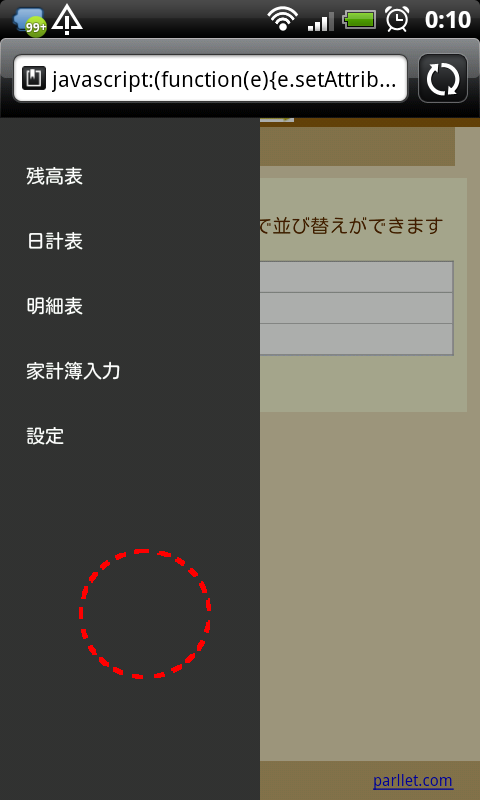 99+
0:10
javascript:(function(e){e.setAttrib...
残高表
日計表
明細表
家計簿入力
設定
で並び替えができます
parllet.com